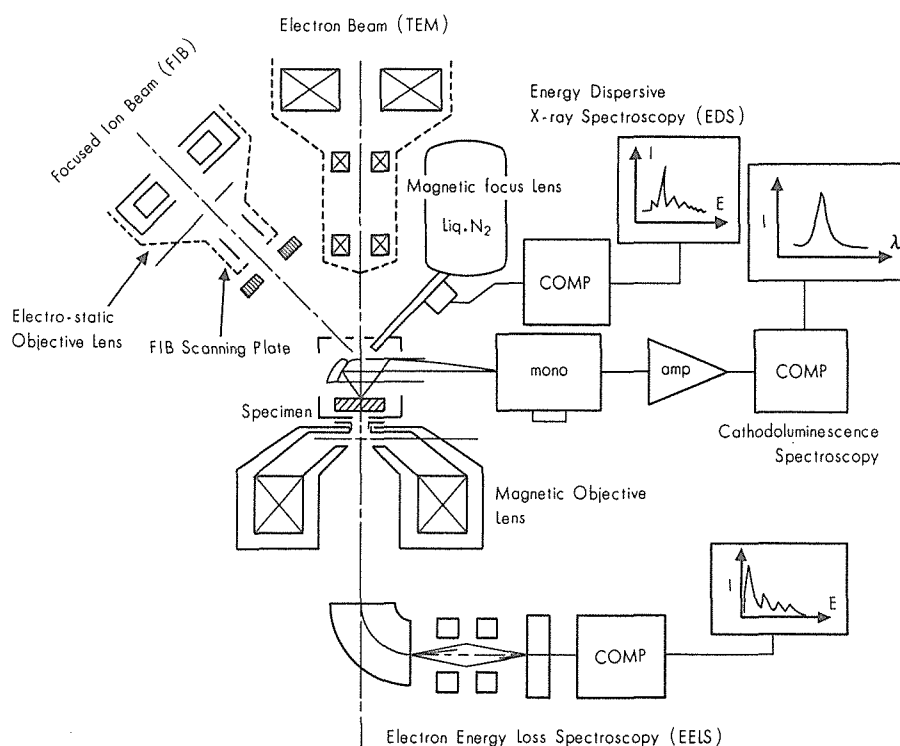 Electron Beam (TEM)
Focused Ion Beam (FIB)
Energy Dispersive
X-ray Spectroscopy (EDS)
I
E
I
λ
Magnetic focus Lens
Liq.N₂
COMP
Electro-static
Objective Lens
FIB Scanning Plate
mono
amp
COMP
Specimen
Cathodoluminescence
Spectroscopy
Magnetic Objective
Lens
I
E
COMP
Electron Energy Loss Spectroscopy (EELS)